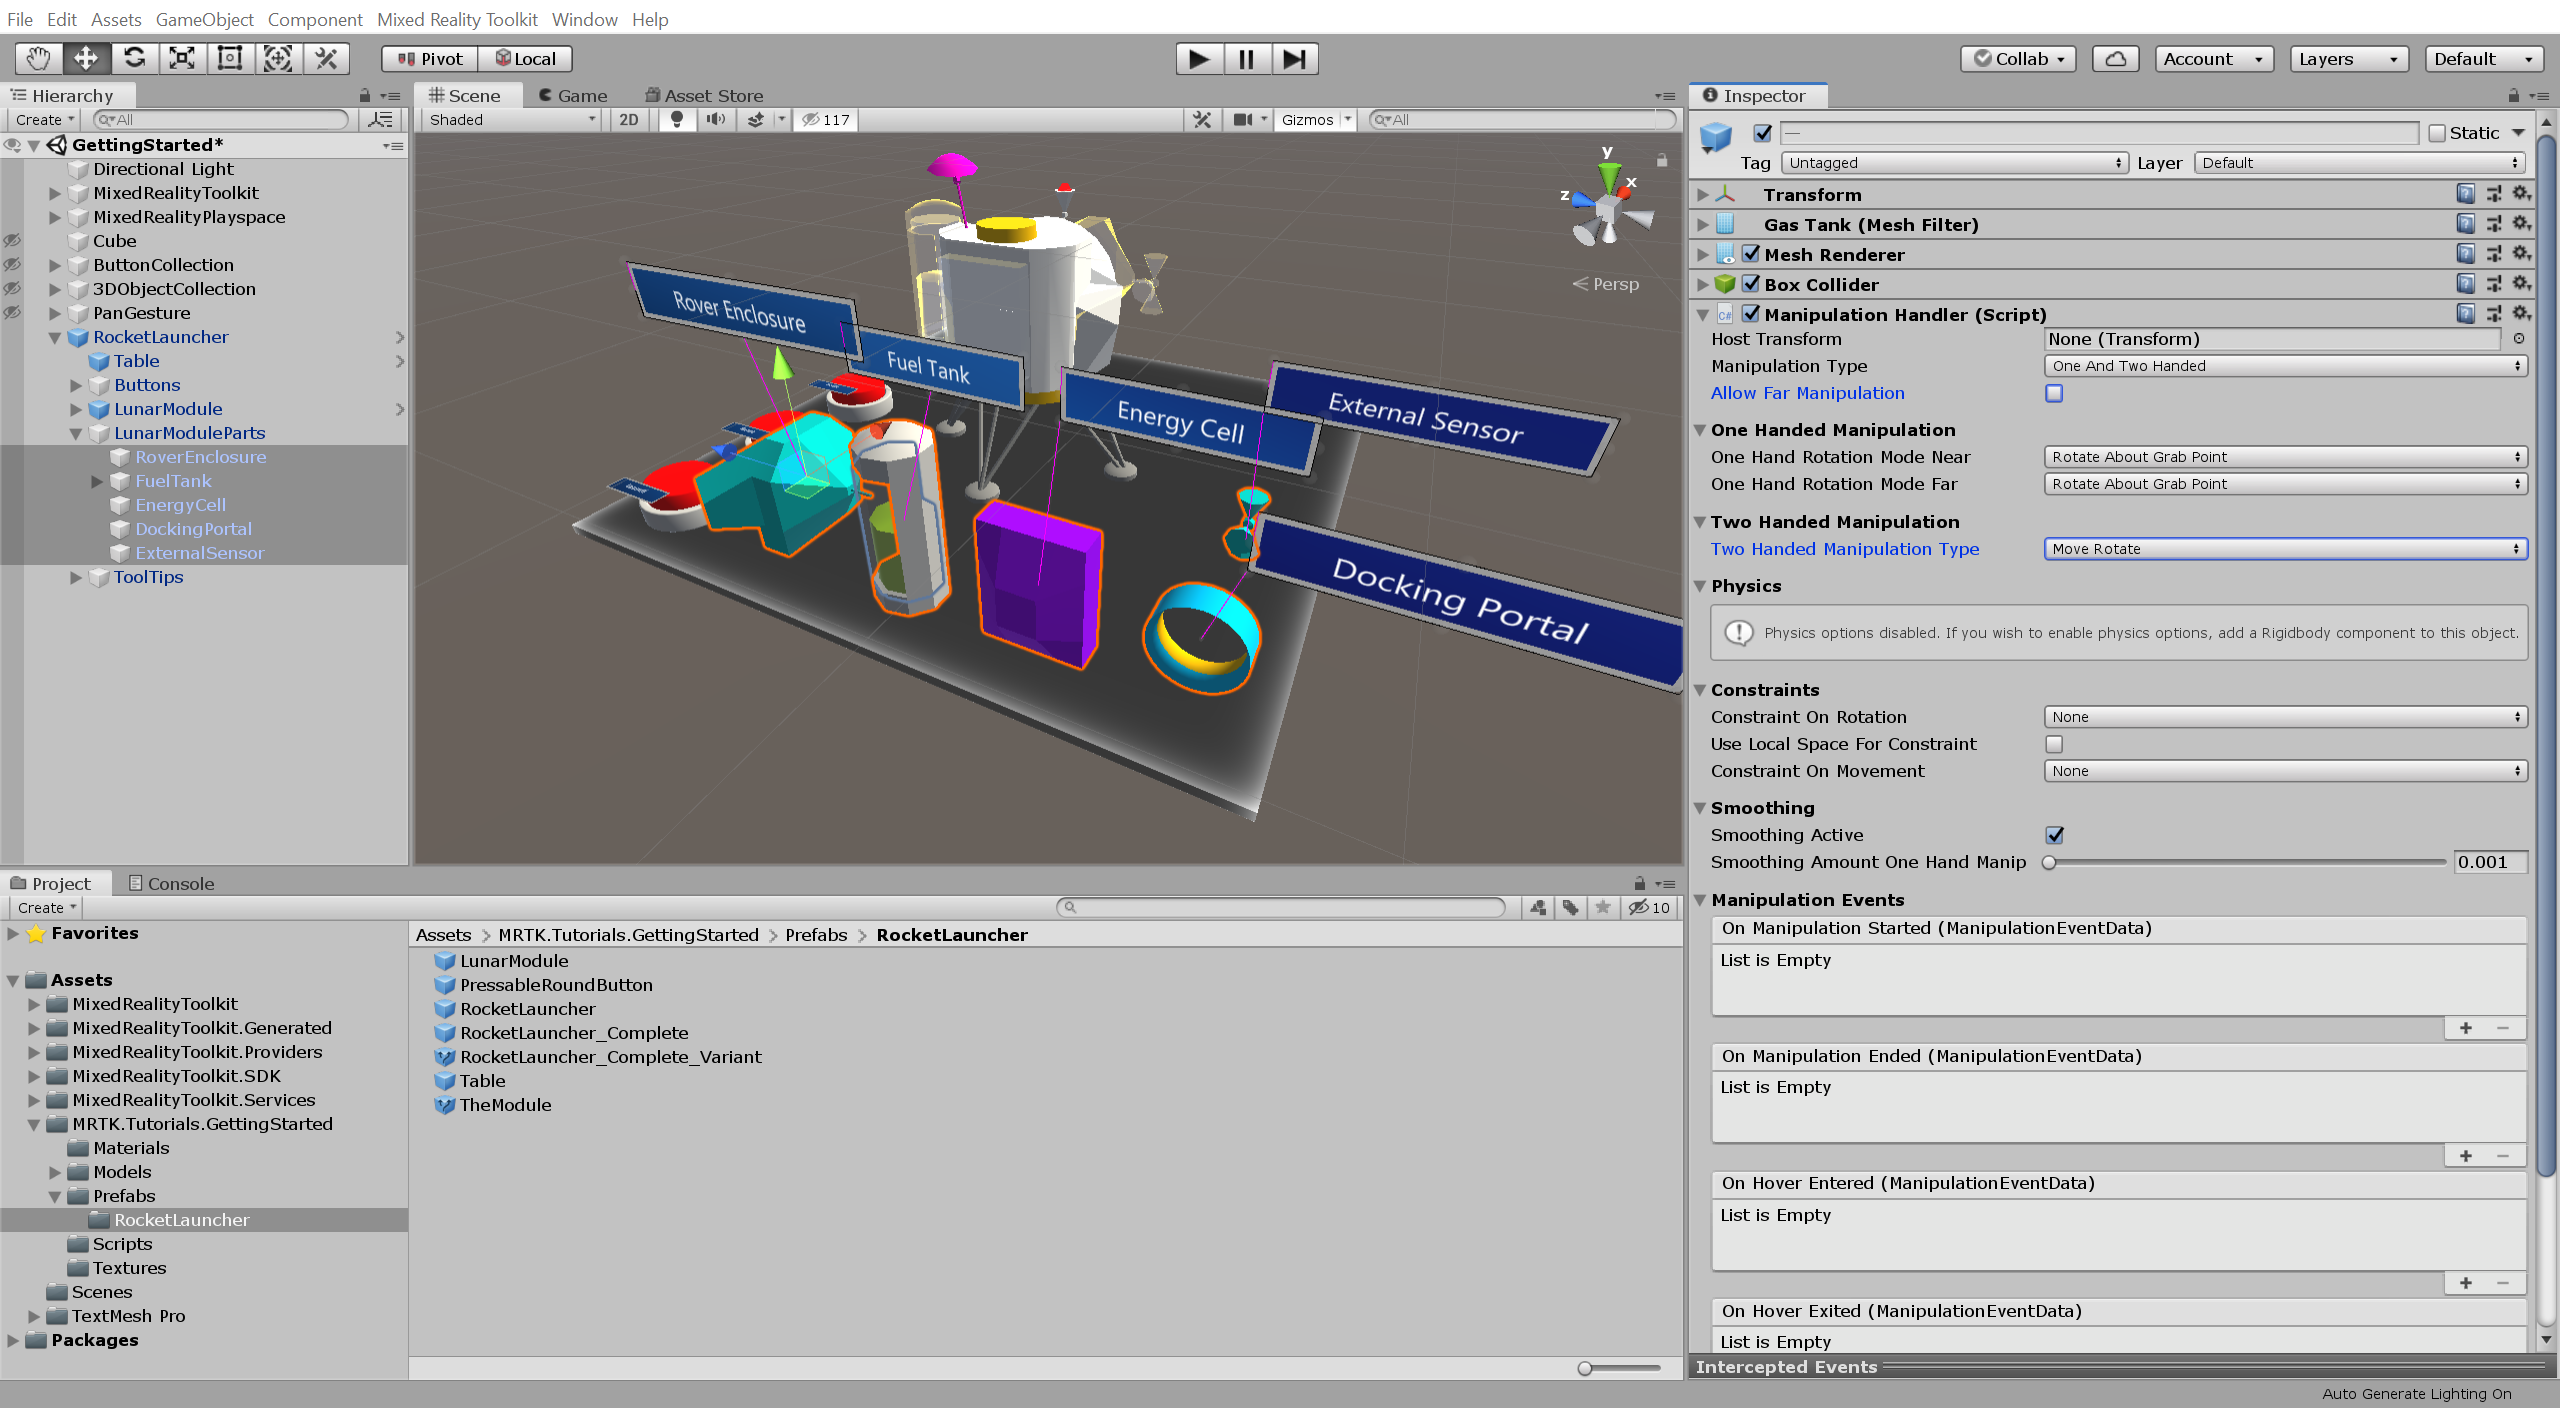 File Edit Assets GameObject Component Mixed Reality Toolkit Window Help
Pivot Local Collab Account Layers Default
Hierarchy
Create All
GettingStarted*
Directional Light
MixedRealityToolkit
MixedRealityPlayspace
Cube
ButtonCollection
3DObjectCollection
PanGesture
RocketLauncher
Table
Buttons
LunarModule
LunarModuleParts
RoverEnclosure
FuelTank
EnergyCell
DockingPortal
ExternalSensor
ToolTips
Scene Game Asset Store
Shaded 2D 117 Gizmos All
y
x
z
Persp
Rover Enclosure
Fuel Tank
Energy Cell
External Sensor
Docking Portal
Inspector
— Static
Tag Untagged Layer Default
Transform
Gas Tank (Mesh Filter)
Mesh Renderer
Box Collider
C# Manipulation Handler (Script)
Host Transform None (Transform)
Manipulation Type One And Two Handed
Allow Far Manipulation
One Handed Manipulation
One Hand Rotation Mode Near Rotate About Grab Point
One Hand Rotation Mode Far Rotate About Grab Point
Two Handed Manipulation
Two Handed Manipulation Type Move Rotate
Physics
Physics options disabled. If you wish to enable physics options, add a Rigidbody component to this object.
Constraints
Constraint On Rotation None
Use Local Space For Constraint
Constraint On Movement None
Smoothing
Smoothing Active
Smoothing Amount One Hand Manip 0.001
Manipulation Events
On Manipulation Started (ManipulationEventData)
List is Empty
+ −
On Manipulation Ended (ManipulationEventData)
List is Empty
+ −
On Hover Entered (ManipulationEventData)
List is Empty
+ −
On Hover Exited (ManipulationEventData)
List is Empty
Intercepted Events
Project Console
Create 10
Favorites
Assets
MixedRealityToolkit
MixedRealityToolkit.Generated
MixedRealityToolkit.Providers
MixedRealityToolkit.SDK
MixedRealityToolkit.Services
MRTK.Tutorials.GettingStarted
Materials
Models
Prefabs
RocketLauncher
Scripts
Textures
Scenes
TextMesh Pro
Packages
Assets > MRTK.Tutorials.GettingStarted > Prefabs > RocketLauncher
LunarModule
PressableRoundButton
RocketLauncher
RocketLauncher_Complete
RocketLauncher_Complete_Variant
Table
TheModule
Auto Generate Lighting On